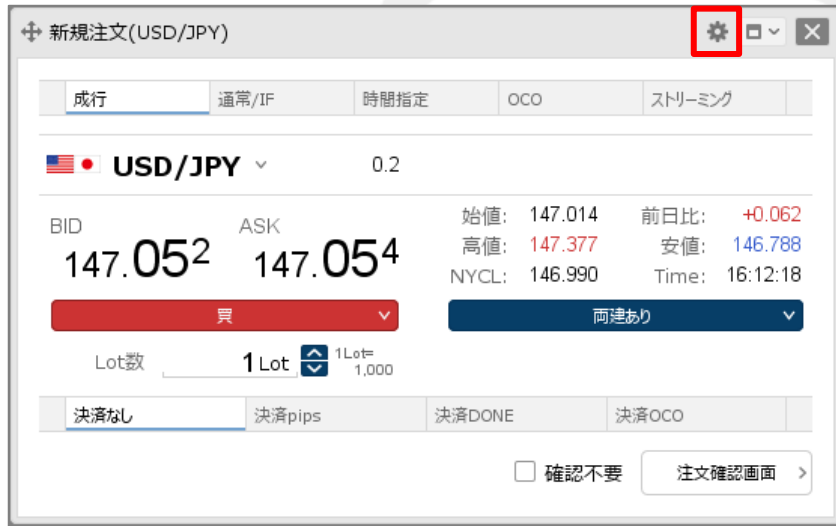 新規注文(USD/JPY)
成行 通常/IF 時間指定 OCO ストリーミング
USD/JPY 0.2
BID ASK 始値: 147.014 前日比: +0.062
147.052 147.054 高値: 147.377 安値: 146.788
NYCL: 146.990 Time: 16:12:18
買 両建あり
Lot数 1 Lot 1Lot= 1,000
決済なし 決済pips 決済DONE 決済OCO
確認不要 注文確認画面